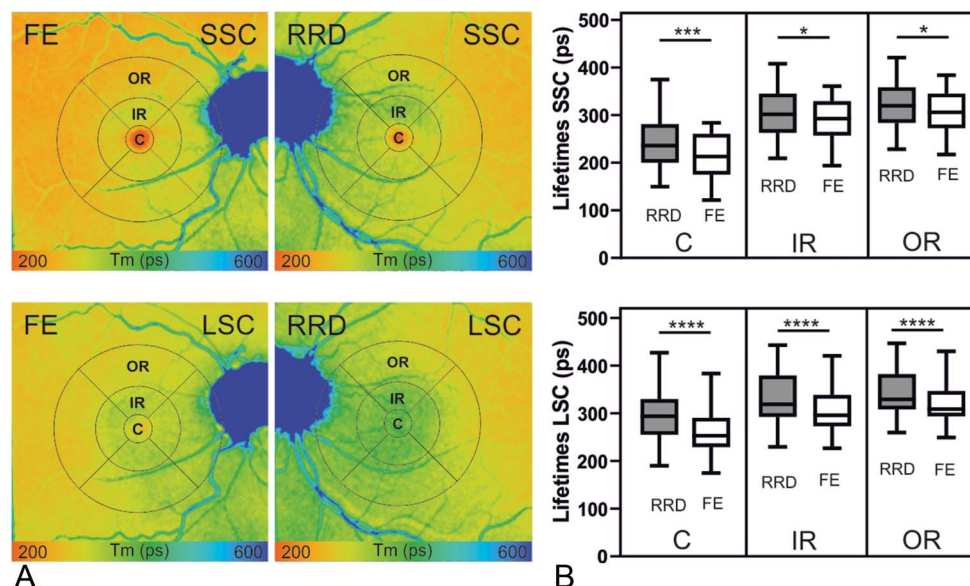 FE SSC
OR
IR
C
200 Tm (ps) 600
RRD SSC
OR
IR
C
200 Tm (ps) 600
FE LSC
OR
IR
C
200 Tm (ps) 600
RRD LSC
OR
IR
C
200 Tm (ps) 600
A
Lifetimes SSC (ps)
500
400
300
200
100
0
*** * *
RRD FE RRD FE RRD FE
C IR OR
Lifetimes LSC (ps)
500
400
300
200
100
0
**** **** ****
RRD FE RRD FE RRD FE
C IR OR
B